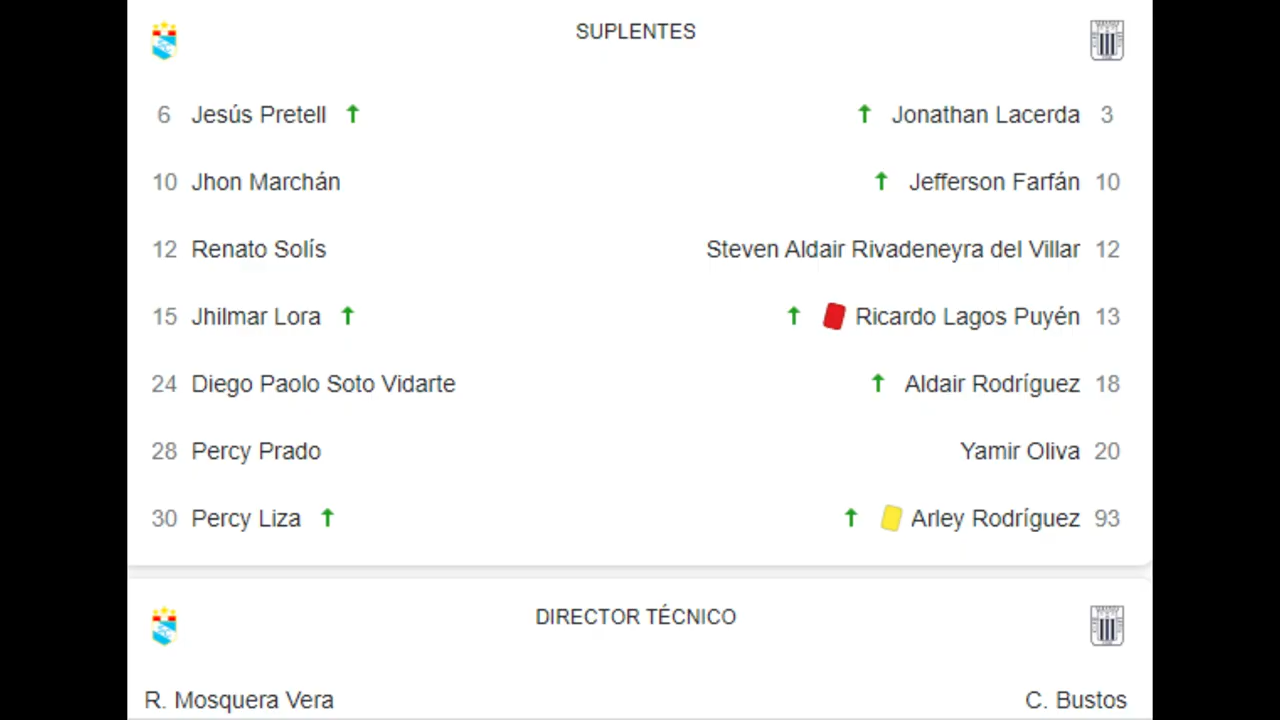 SUPLENTES
6 Jesús Pretell Jonathan Lacerda 3
10 Jhon Marchán Jefferson Farfán 10
12 Renato Solís Steven Aldair Rivadeneyra del Villar 12
15 Jhilmar Lora Ricardo Lagos Puyén 13
24 Diego Paolo Soto Vidarte Aldair Rodríguez 18
28 Percy Prado Yamir Oliva 20
30 Percy Liza Arley Rodríguez 93
DIRECTOR TÉCNICO
R. Mosquera Vera C. Bustos